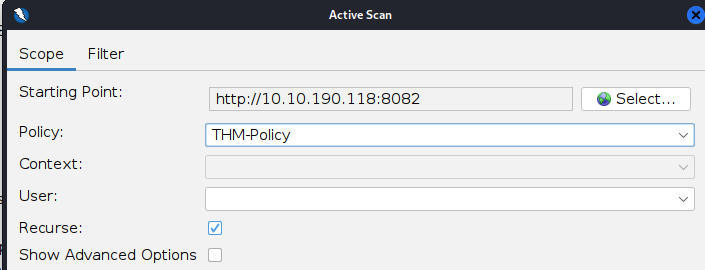 Active Scan
Scope Filter
Starting Point: http://10.10.190.118:8082 Select...
Policy: THM-Policy
Context:
User:
Recurse:
Show Advanced Options